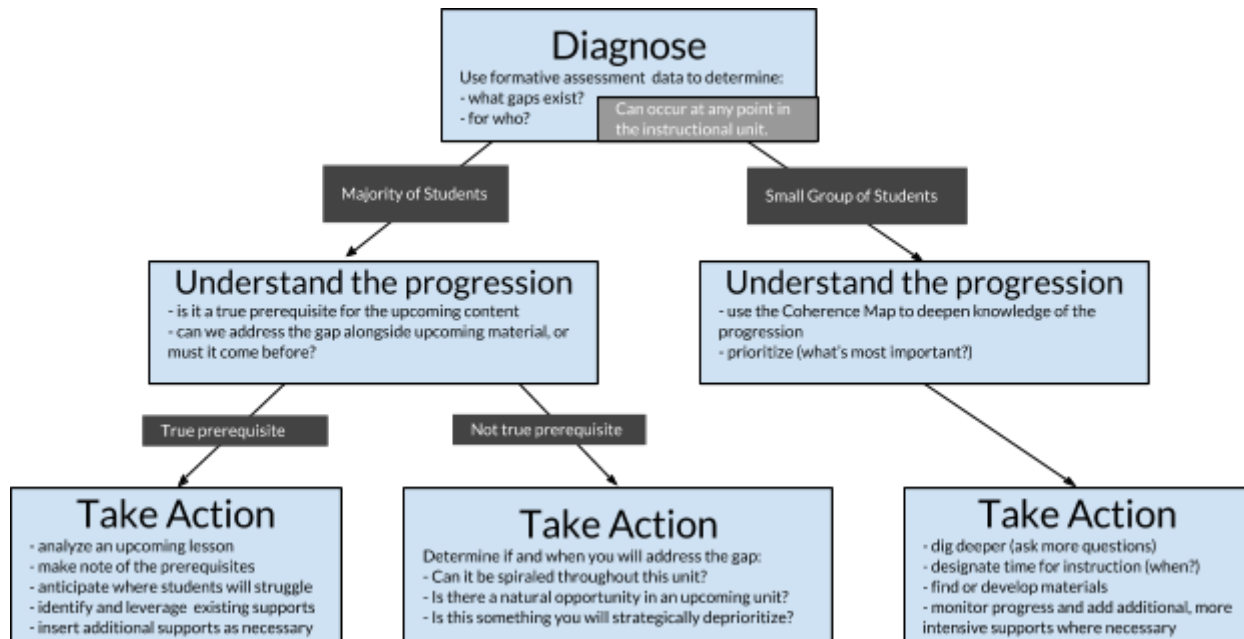 Diagnose
Use formative assessment data to determine:
- what gaps exist?
- for who?
Can occur at any point in
the instructional unit.
Majority of Students
Small Group of Students
Understand the progression
- is it a true prerequisite for the upcoming content
- can we address the gap alongside upcoming material, or
must it come before?
Understand the progression
- use the Coherence Map to deepen knowledge of the
progression
- prioritize (what's most important?)
True prerequisite
Not true prerequisite
Take Action
- analyze an upcoming lesson
- make note of the prerequisites
- anticipate where students will struggle
- identify and leverage existing supports
- insert additional supports as necessary
Take Action
Determine if and when you will address the gap:
- Can it be spiraled throughout this unit?
- Is there a natural opportunity in an upcoming unit?
- Is this something you will strategically deprioritize?
Take Action
- dig deeper (ask more questions)
- designate time for instruction (when?)
- find or develop materials
- monitor progress and add additional, more
intensive supports where necessary